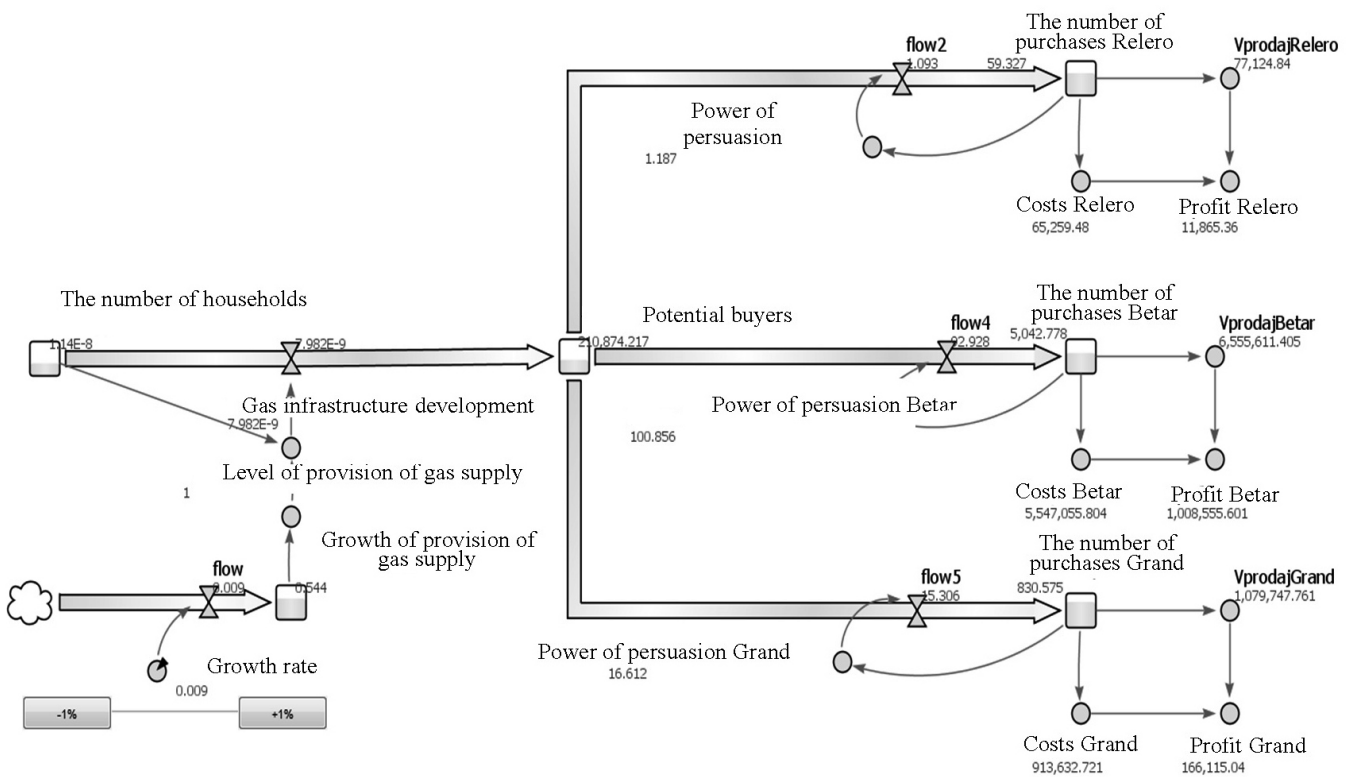 The number of
purchases Relero
flow2
1.093
59.327
VprodajRelero
77,124.84
Power of
persuasion
1.187
Costs Relero
65,259.48
Profit Relero
11,865.36
The number of households
1.14E-8
7.982E-9
Gas infrastructure development
7.982E-9
Level of provision of gas supply
1
Growth of provision of
gas supply
flow
0.009
0.544
Growth rate
0.009
-1%
+1%
Potential buyers
210,874.217
The number of
purchases Betar
flow4
92.928
5,042.778
VprodajBetar
6,555,611.405
Power of persuasion Betar
100.856
Costs Betar
5,547,055.804
Profit Betar
1,008,555.601
The number of
purchases Grand
flow5
15.306
830.575
VprodajGrand
1,079,747.761
Power of persuasion Grand
16.612
Costs Grand
913,632.721
Profit Grand
166,115.04